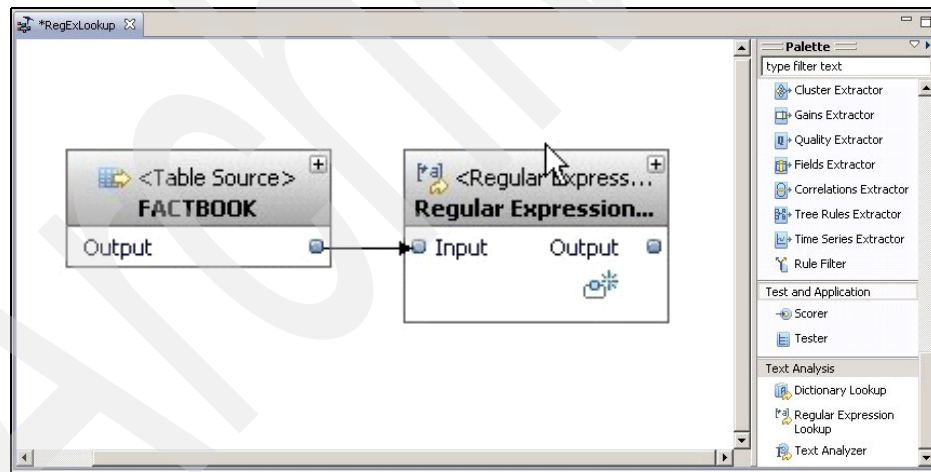 *RegExLookup
<Table Source>
FACTBOOK
Output
<Regular Express...
Regular Expression...
Input Output
Palette
type filter text
Cluster Extractor
Gains Extractor
Quality Extractor
Fields Extractor
Correlations Extractor
Tree Rules Extractor
Time Series Extractor
Rule Filter
Test and Application
Scorer
Tester
Text Analysis
Dictionary Lookup
Regular Expression
Lookup
Text Analyzer